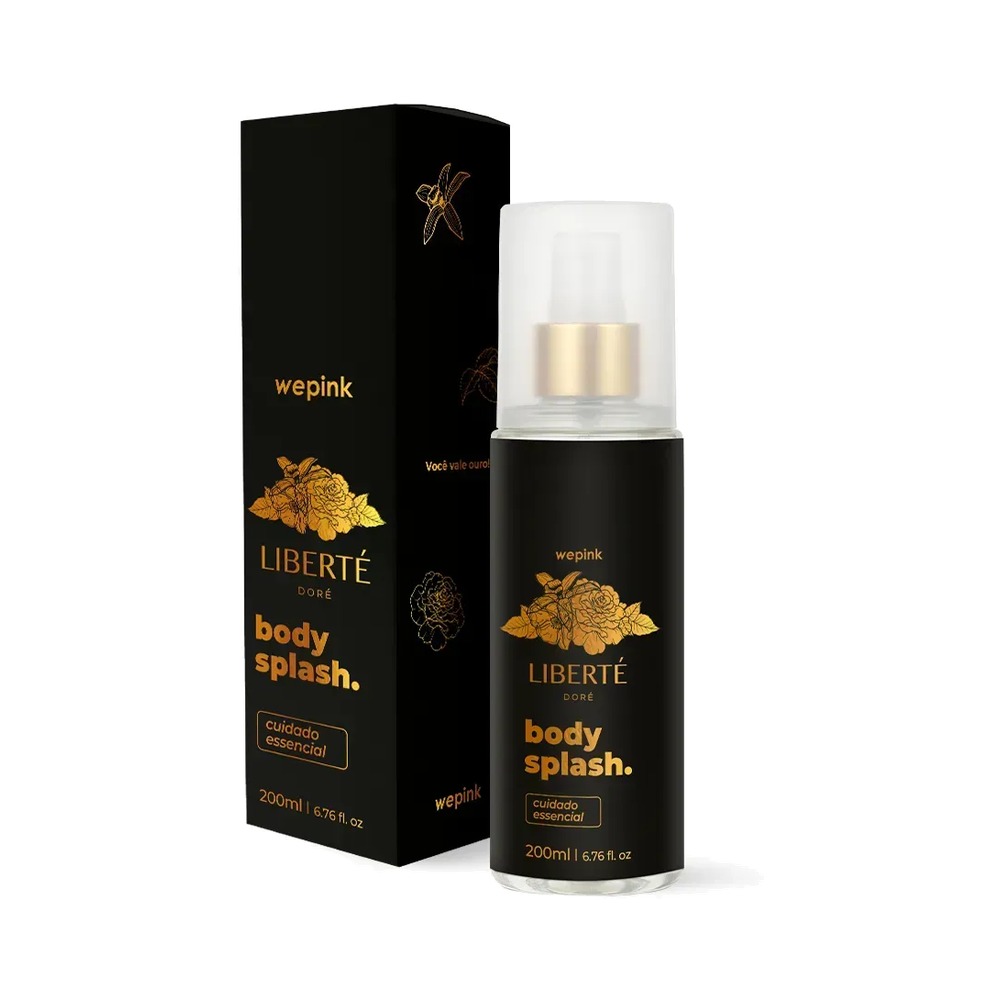 wepink
LIBERTÉ
DORÉ
body
splash.
cuidado
essencial
200ml | 6.76 fl. oz
Você vale ouro!
wepink
wepink
LIBERTÉ
DORÉ
body
splash.
cuidado
essencial
200ml | 6.76 fl. oz